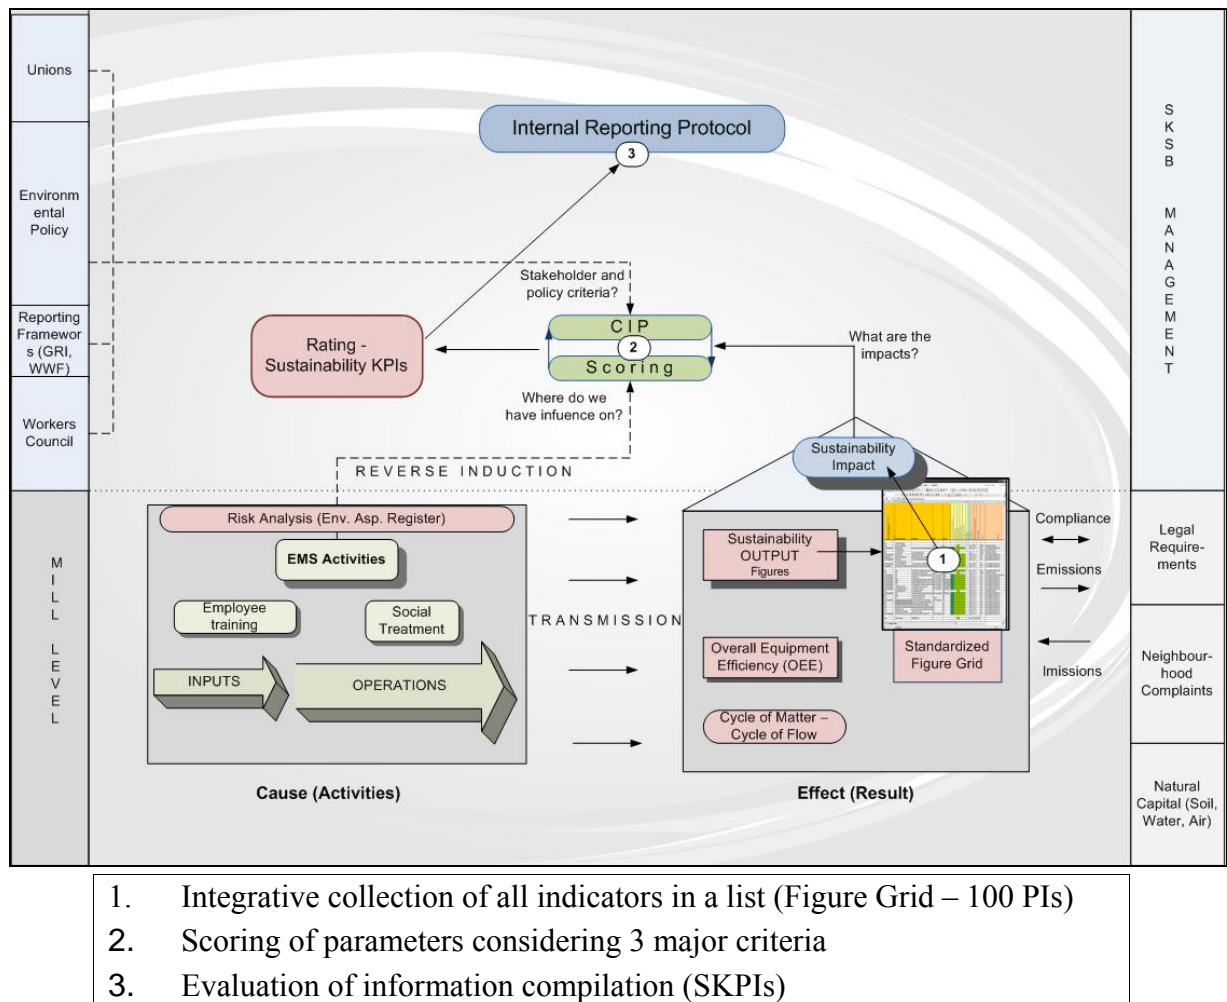 Unions
Environm
ental
Policy
Reporting
Framewor
s (GRI,
WWF)
Workers
Council
M
I
L
L
L
E
V
E
L
Internal Reporting Protocol
3
Stakeholder and
policy criteria?
CIP
2
Scoring
Rating -
Sustainability KPIs
What are the
impacts?
Where do we
have infuence on?
REVERSE INDUCTION
Sustainability
Impact
Risk Analysis (Env. Asp. Register)
EMS Activities
Employee
training
Social
Treatment
INPUTS
OPERATIONS
Cause (Activities)
TRANSMISSION
Sustainability
OUTPUT
Figures
1
Overall Equipment
Efficiency (OEE)
Standardized
Figure Grid
Cycle of Matter –
Cycle of Flow
Effect (Result)
Compliance
Emissions
Imissions
S
K
S
B
M
A
N
A
G
E
M
E
N
T
Legal
Require-
ments
Neighbour-
hood
Complaints
Natural
Capital (Soil,
Water, Air)
1. Integrative collection of all indicators in a list (Figure Grid – 100 PIs)
2. Scoring of parameters considering 3 major criteria
3. Evaluation of information compilation (SKPIs)